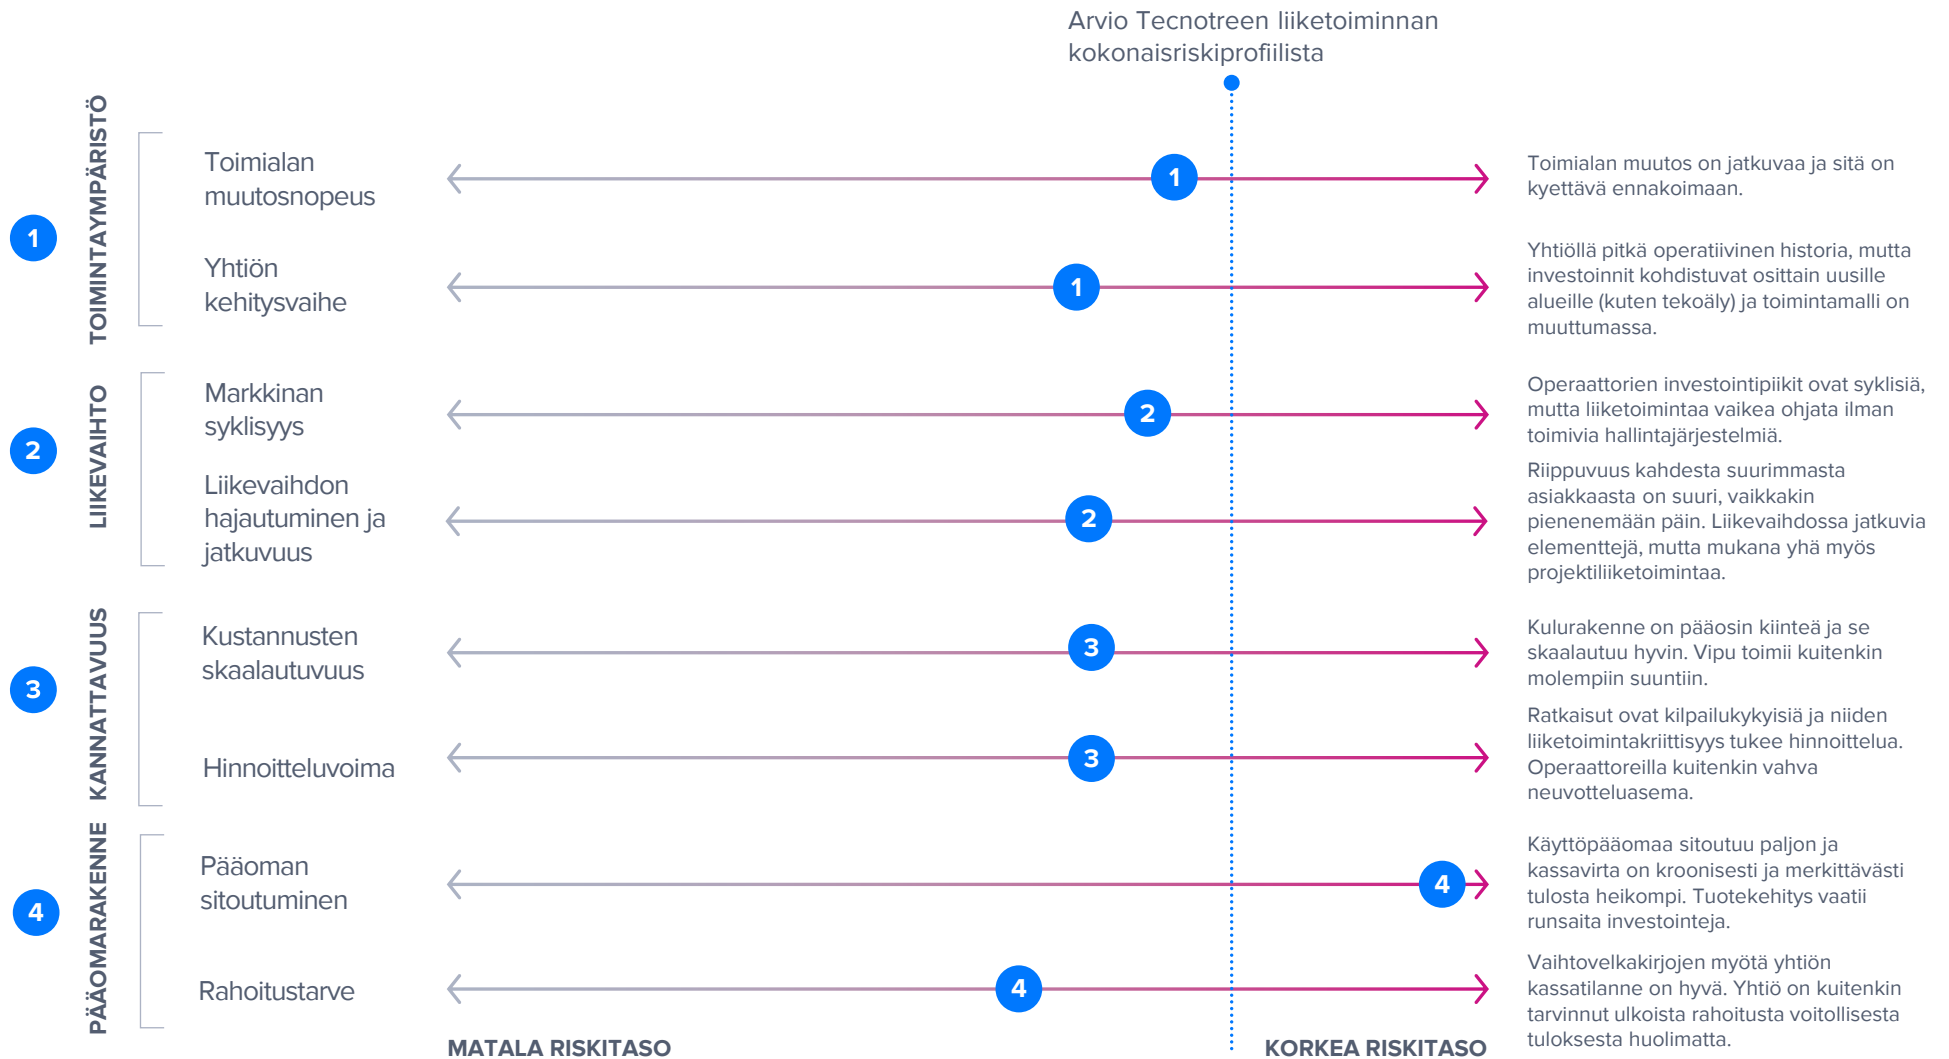 Arvio Tecnotreen liiketoiminnan
kokonaisriskiprofiilista
1
TOIMINTAYMPÄRISTÖ
Toimialan
muutosnopeus
1
Toimialan muutos on jatkuvaa ja sitä on
kyettävä ennakoimaan.
Yhtiön
kehitysvaihe
1
Yhtiöllä pitkä operatiivinen historia, mutta
investoinnit kohdistuvat osittain uusille
alueille (kuten tekoäly) ja toimintamalli on
muuttumassa.
2
LIIKEVAIHTO
Markkinan
syklisyys
2
Operaattorien investointipiikit ovat syklisiä,
mutta liiketoimintaa vaikea ohjata ilman
toimivia hallintajärjestelmiä.
Liikevaihdon
hajautuminen ja
jatkuvuus
2
Riippuvuus kahdesta suurimmasta
asiakkaasta on suuri, vaikkakin
pienenemään päin. Liikevaihdossa jatkuvia
elementtejä, mutta mukana yhä myös
projektiliiketoimintaa.
3
KANNATTAVUUS
Kustannusten
skaalautuvuus
3
Kulurakenne on pääosin kiinteä ja se
skaalautuu hyvin. Vipu toimii kuitenkin
molempiin suuntiin.
Hinnoitteluvoima
3
Ratkaisut ovat kilpailukykyisiä ja niiden
liiketoimintakriittisyys tukee hinnoittelua.
Operaattoreilla kuitenkin vahva
neuvotteluasema.
4
PÄÄOMARAKENNE
Pääoman
sitoutuminen
4
Käyttöpääomaa sitoutuu paljon ja
kassavirta on kroonisesti ja merkittävästi
tulosta heikompi. Tuotekehitys vaatii
runsaita investointeja.
Rahoitustarve
4
Vaihtovelkakirjojen myötä yhtiön
kassatilanne on hyvä. Yhtiö on kuitenkin
tarvinnut ulkoista rahoitusta voitollisesta
tuloksesta huolimatta.
MATALA RISKITASO
KORKEA RISKITASO